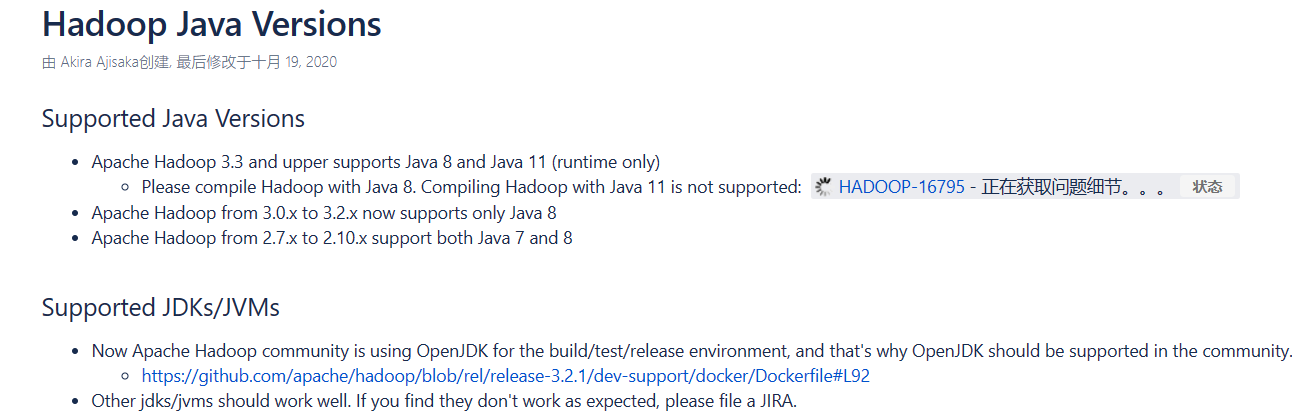 Hadoop Java Versions
由 Akira Ajisaka创建, 最后修改于十月 19, 2020
Supported Java Versions
• Apache Hadoop 3.3 and upper supports Java 8 and Java 11 (runtime only)
◦ Please compile Hadoop with Java 8. Compiling Hadoop with Java 11 is not supported: HADOOP-16795 - 正在获取问题细节。。。 状态
• Apache Hadoop from 3.0.x to 3.2.x now supports only Java 8
• Apache Hadoop from 2.7.x to 2.10.x support both Java 7 and 8
Supported JDKs/JVMs
• Now Apache Hadoop community is using OpenJDK for the build/test/release environment, and that's why OpenJDK should be supported in the community.
◦ https://github.com/apache/hadoop/blob/rel/release-3.2.1/dev-support/docker/Dockerfile#L92
• Other jdks/jvms should work well. If you find they don't work as expected, please file a JIRA.